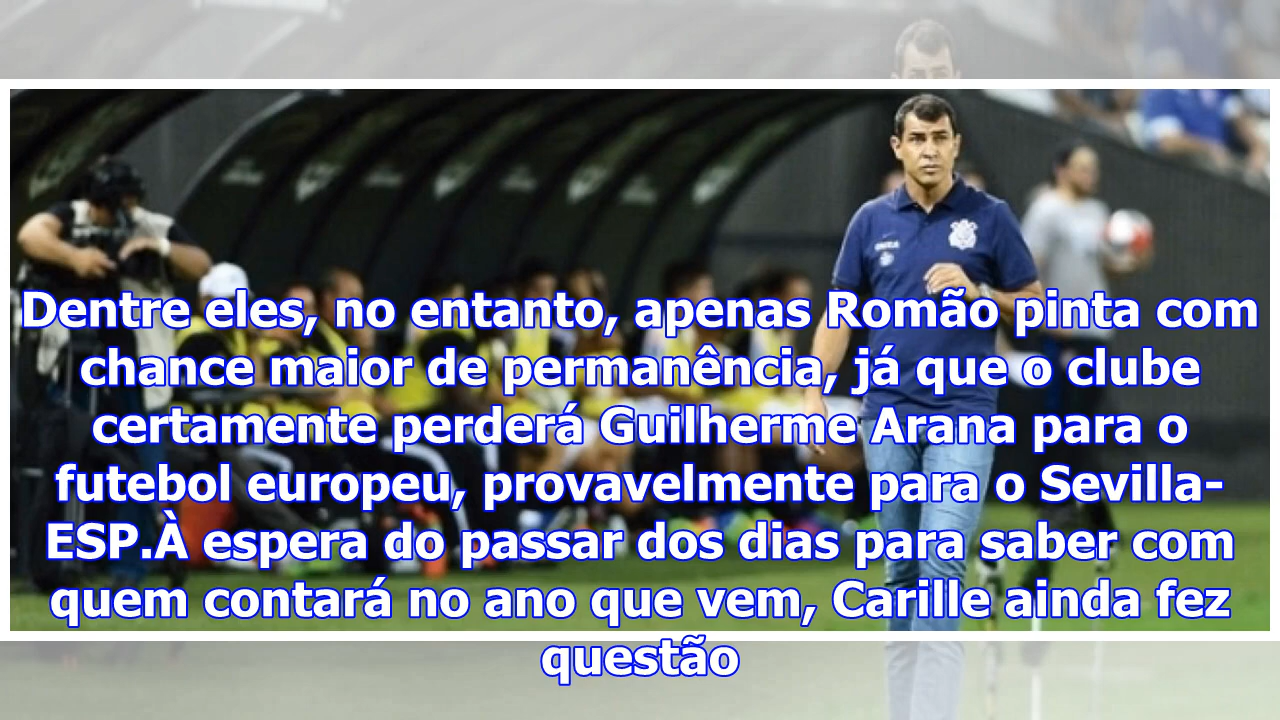 Dentre eles, no entanto, apenas Romão pinta com
chance maior de permanência, já que o clube
certamente perderá Guilherme Arana para o
futebol europeu, provavelmente para o Sevilla-
ESP.À espera do passar dos dias para saber com
quem contará no ano que vem, Carille ainda fez
questão